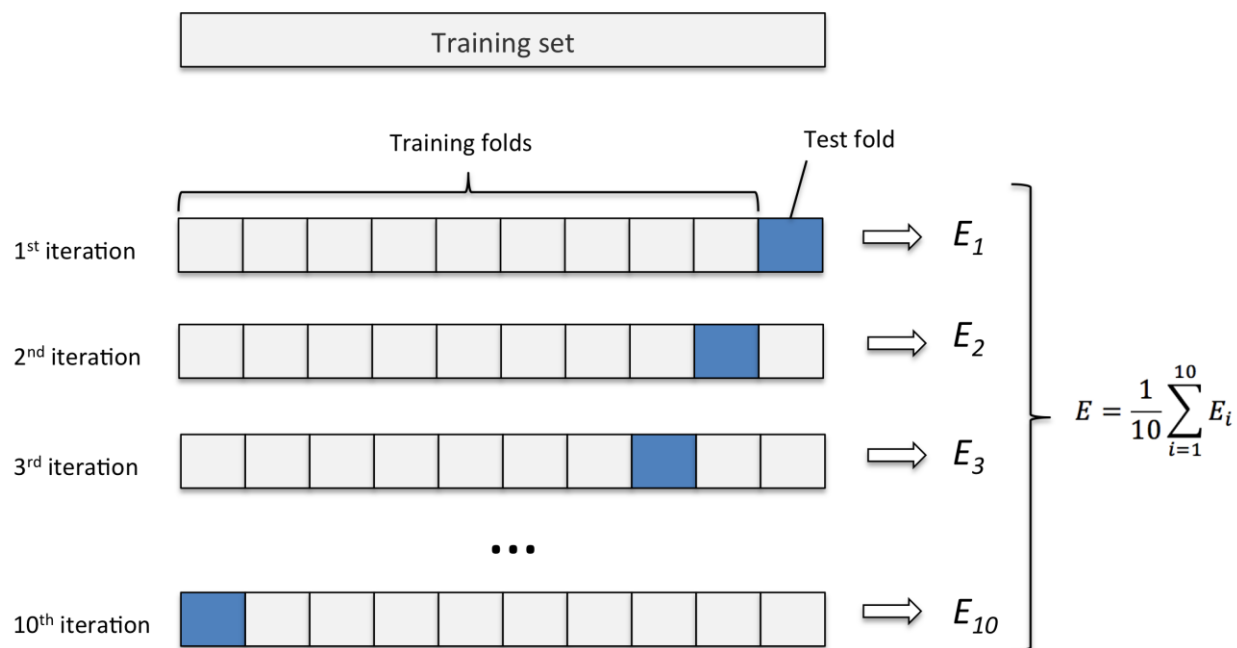 Training set
Training folds
Test fold
1st iteration
E1
2nd iteration
E2
3rd iteration
E3
E = 1/10 ∑ i=1 10 Ei
...
10th iteration
E10